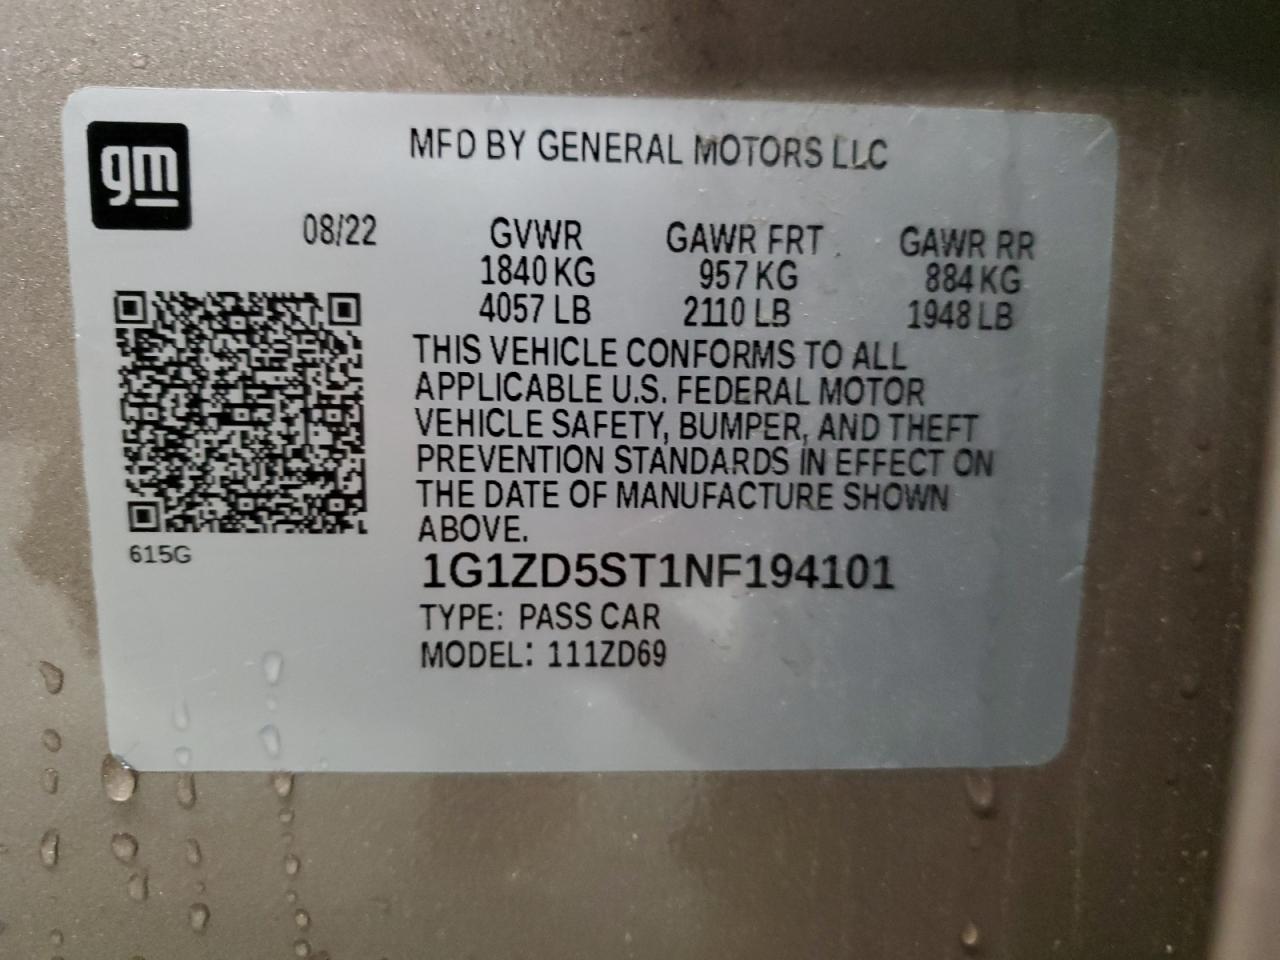 gm
MFD BY GENERAL MOTORS LLC
08/22 GVWR GAWR FRT GAWR RR
1840 KG 957 KG 884 KG
4057 LB 2110 LB 1948 LB
THIS VEHICLE CONFORMS TO ALL
APPLICABLE U.S. FEDERAL MOTOR
VEHICLE SAFETY, BUMPER, AND THEFT
PREVENTION STANDARDS IN EFFECT ON
THE DATE OF MANUFACTURE SHOWN
ABOVE.
615G
1G1ZD5ST1NF194101
TYPE: PASS CAR
MODEL: 111ZD69